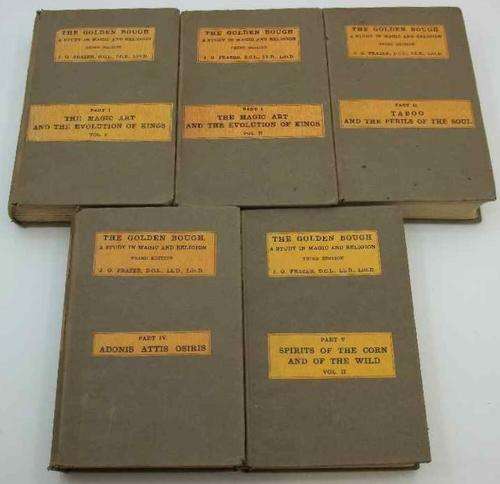 THE GOLDEN BOUGH
A STUDY IN MAGIC AND RELIGION
THIRD EDITION
J. G. FRAZER, D.C.L., LL.D., Litt.D.
PART I
THE MAGIC ART
AND THE EVOLUTION OF KINGS
VOL. I
THE GOLDEN BOUGH
A STUDY IN MAGIC AND RELIGION
THIRD EDITION
J. G. FRAZER, D.C.L., LL.D., Litt.D.
PART I
THE MAGIC ART
AND THE EVOLUTION OF KINGS
VOL. II
THE GOLDEN BOUGH
A STUDY IN MAGIC AND RELIGION
THIRD EDITION
J. G. FRAZER, D.C.L., LL.D., Litt.D.
PART II
TABOO
AND THE PERILS OF THE SOUL
THE GOLDEN BOUGH
A STUDY IN MAGIC AND RELIGION
THIRD EDITION
J. G. FRAZER, D.C.L., LL.D., Litt.D.
PART IV
ADONIS ATTIS OSIRIS
THE GOLDEN BOUGH
A STUDY IN MAGIC AND RELIGION
THIRD EDITION
J. G. FRAZER, D.C.L., LL.D., Litt.D.
PART V
SPIRITS OF THE CORN
AND OF THE WILD
VOL. II